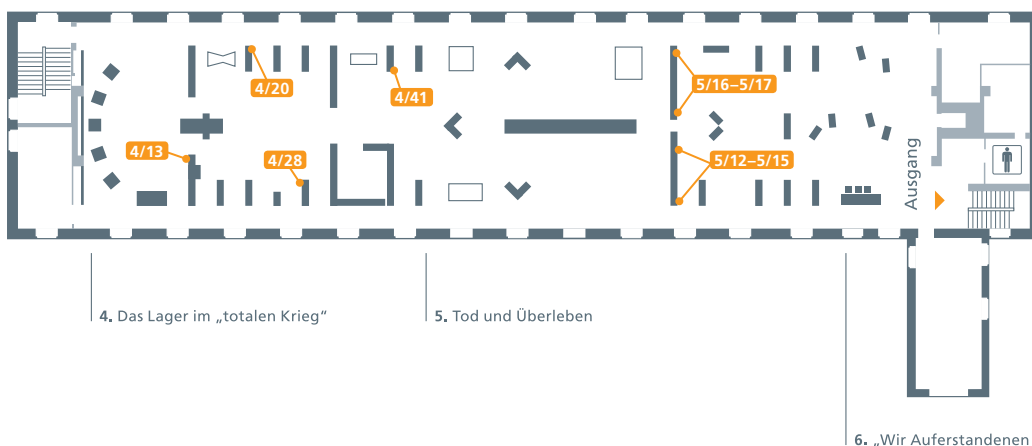 4/20
4/41
5/16–5/17
4/13
4/28
5/12–5/15
Ausgang
4. Das Lager im „totalen Krieg“
5. Tod und Überleben
6. „Wir Auferstandenen